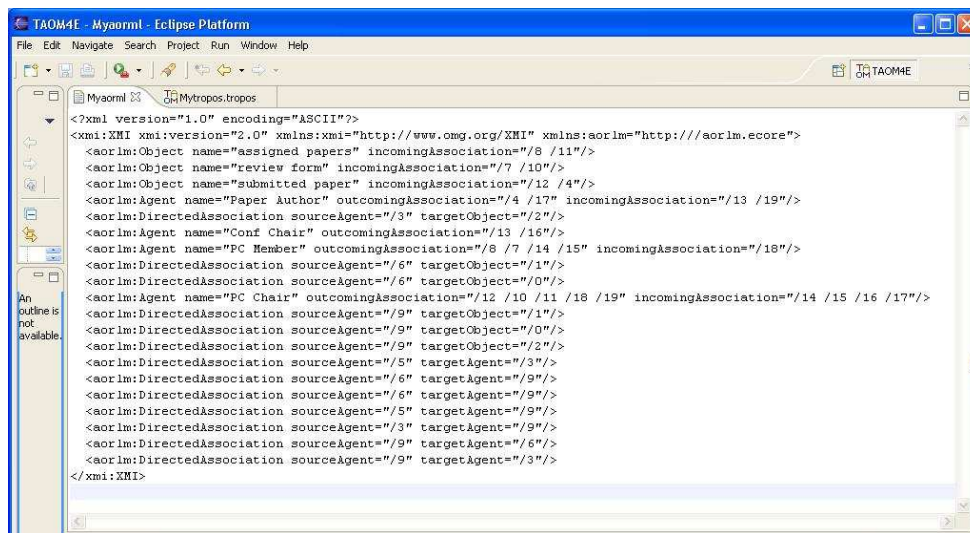 TAOM4E - Myaorml - Eclipse Platform
File Edit Navigate Search Project Run Window Help
TAOM4E
Myaorml Mytropos.tropos
<?xml version="1.0" encoding="ASCII"?>
<xmi:XMI xmi:version="2.0" xmlns:xmi="http://www.omg.org/XMI" xmlns:aorlm="http:///aorlm.ecore">
<aorlm:Object name="assigned papers" incomingAssociation="/8 /11"/>
<aorlm:Object name="review form" incomingAssociation="/7 /10"/>
<aorlm:Object name="submitted paper" incomingAssociation="/12 /4"/>
<aorlm:Agent name="Paper Author" outcomingAssociation="/4 /17" incomingAssociation="/13 /19"/>
<aorlm:DirectedAssociation sourceAgent="/3" targetObject="/2"/>
<aorlm:Agent name="Conf Chair" outcomingAssociation="/13 /16"/>
<aorlm:Agent name="PC Member" outcomingAssociation="/8 /7 /14 /15" incomingAssociation="/18"/>
<aorlm:DirectedAssociation sourceAgent="/6" targetObject="/1"/>
<aorlm:DirectedAssociation sourceAgent="/6" targetObject="/0"/>
<aorlm:Agent name="PC Chair" outcomingAssociation="/12 /10 /11 /18 /19" incomingAssociation="/14 /15 /16 /17"/>
<aorlm:DirectedAssociation sourceAgent="/9" targetObject="/1"/>
<aorlm:DirectedAssociation sourceAgent="/9" targetObject="/0"/>
<aorlm:DirectedAssociation sourceAgent="/9" targetObject="/2"/>
<aorlm:DirectedAssociation sourceAgent="/5" targetAgent="/3"/>
<aorlm:DirectedAssociation sourceAgent="/6" targetAgent="/9"/>
<aorlm:DirectedAssociation sourceAgent="/6" targetAgent="/9"/>
<aorlm:DirectedAssociation sourceAgent="/5" targetAgent="/9"/>
<aorlm:DirectedAssociation sourceAgent="/3" targetAgent="/9"/>
<aorlm:DirectedAssociation sourceAgent="/9" targetAgent="/6"/>
<aorlm:DirectedAssociation sourceAgent="/9" targetAgent="/3"/>
</xmi:XMI>
An
outline is
not
available.